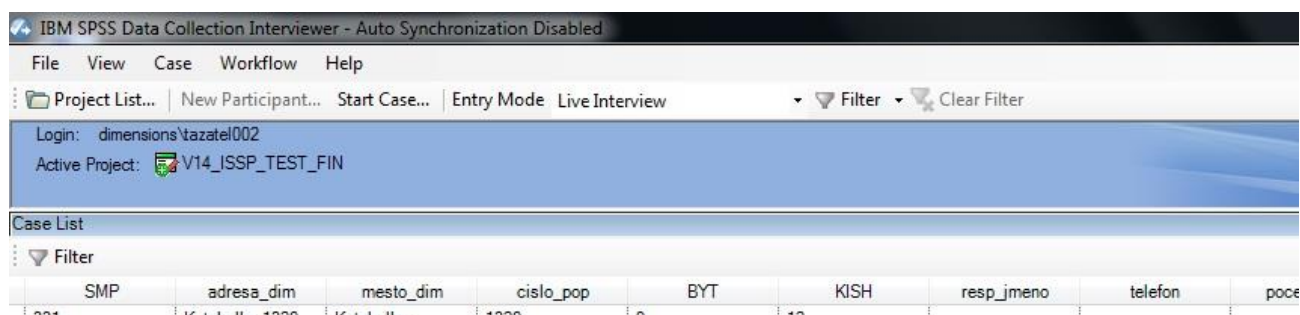 IBM SPSS Data Collection Interviewer - Auto Synchronization Disabled
File View Case Workflow Help
Project List... New Participant... Start Case... Entry Mode Live Interview Filter Clear Filter
Login: dimensions\tazatel002
Active Project: V14_ISSP_TEST_FIN
Case List
Filter
SMP adresa_dim mesto_dim cislo_pop BYT KISH resp_jmeno telefon poce